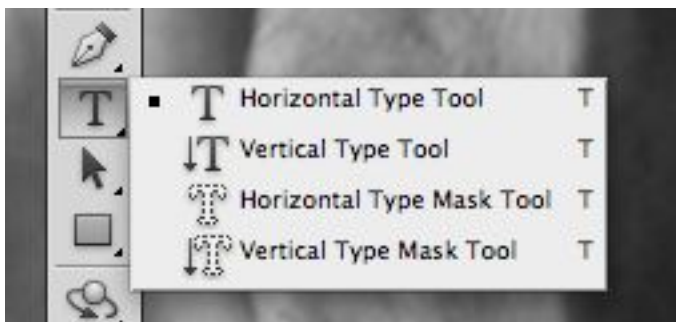 Horizontal Type Tool T
Vertical Type Tool T
Horizontal Type Mask Tool T
Vertical Type Mask Tool T